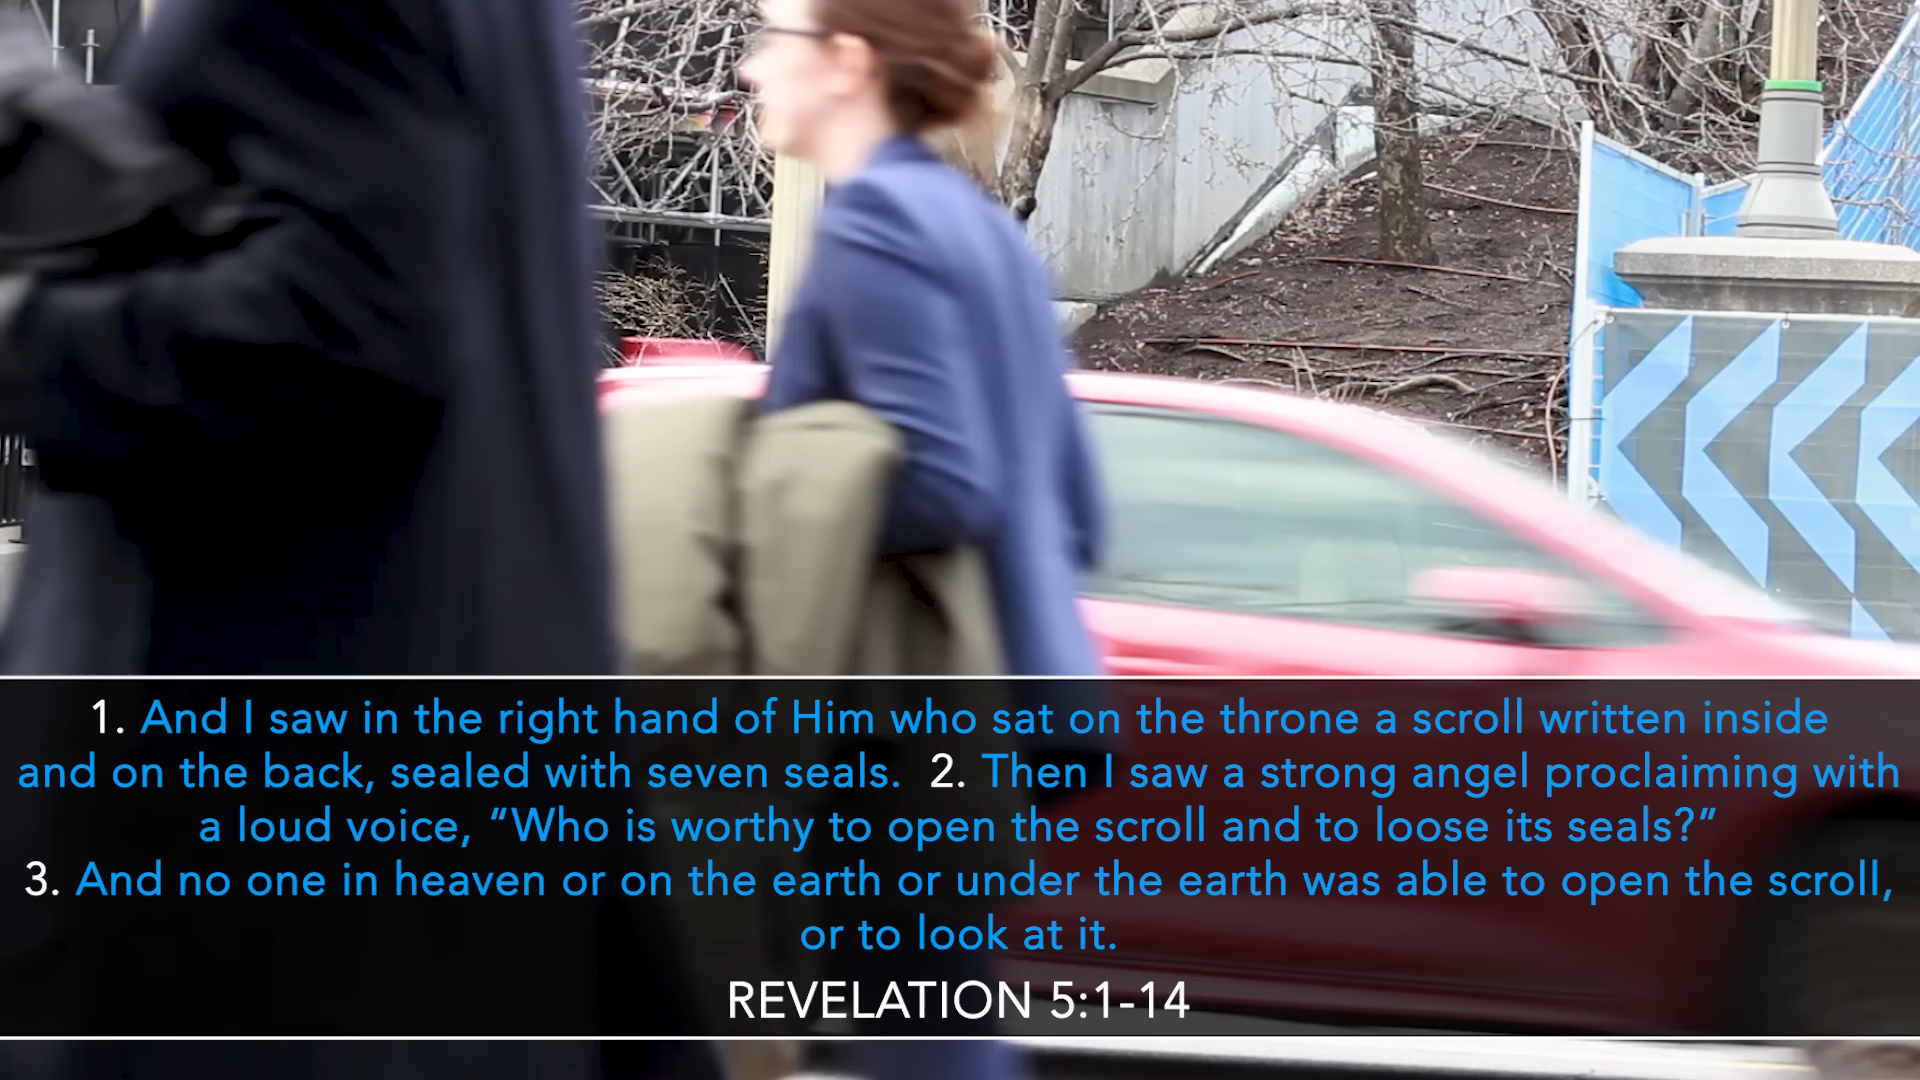 1. And I saw in the right hand of Him who sat on the throne a scroll written inside
and on the back, sealed with seven seals.  2. Then I saw a strong angel proclaiming with
a loud voice, “Who is worthy to open the scroll and to loose its seals?”
3. And no one in heaven or on the earth or under the earth was able to open the scroll,
or to look at it.
REVELATION 5:1-14